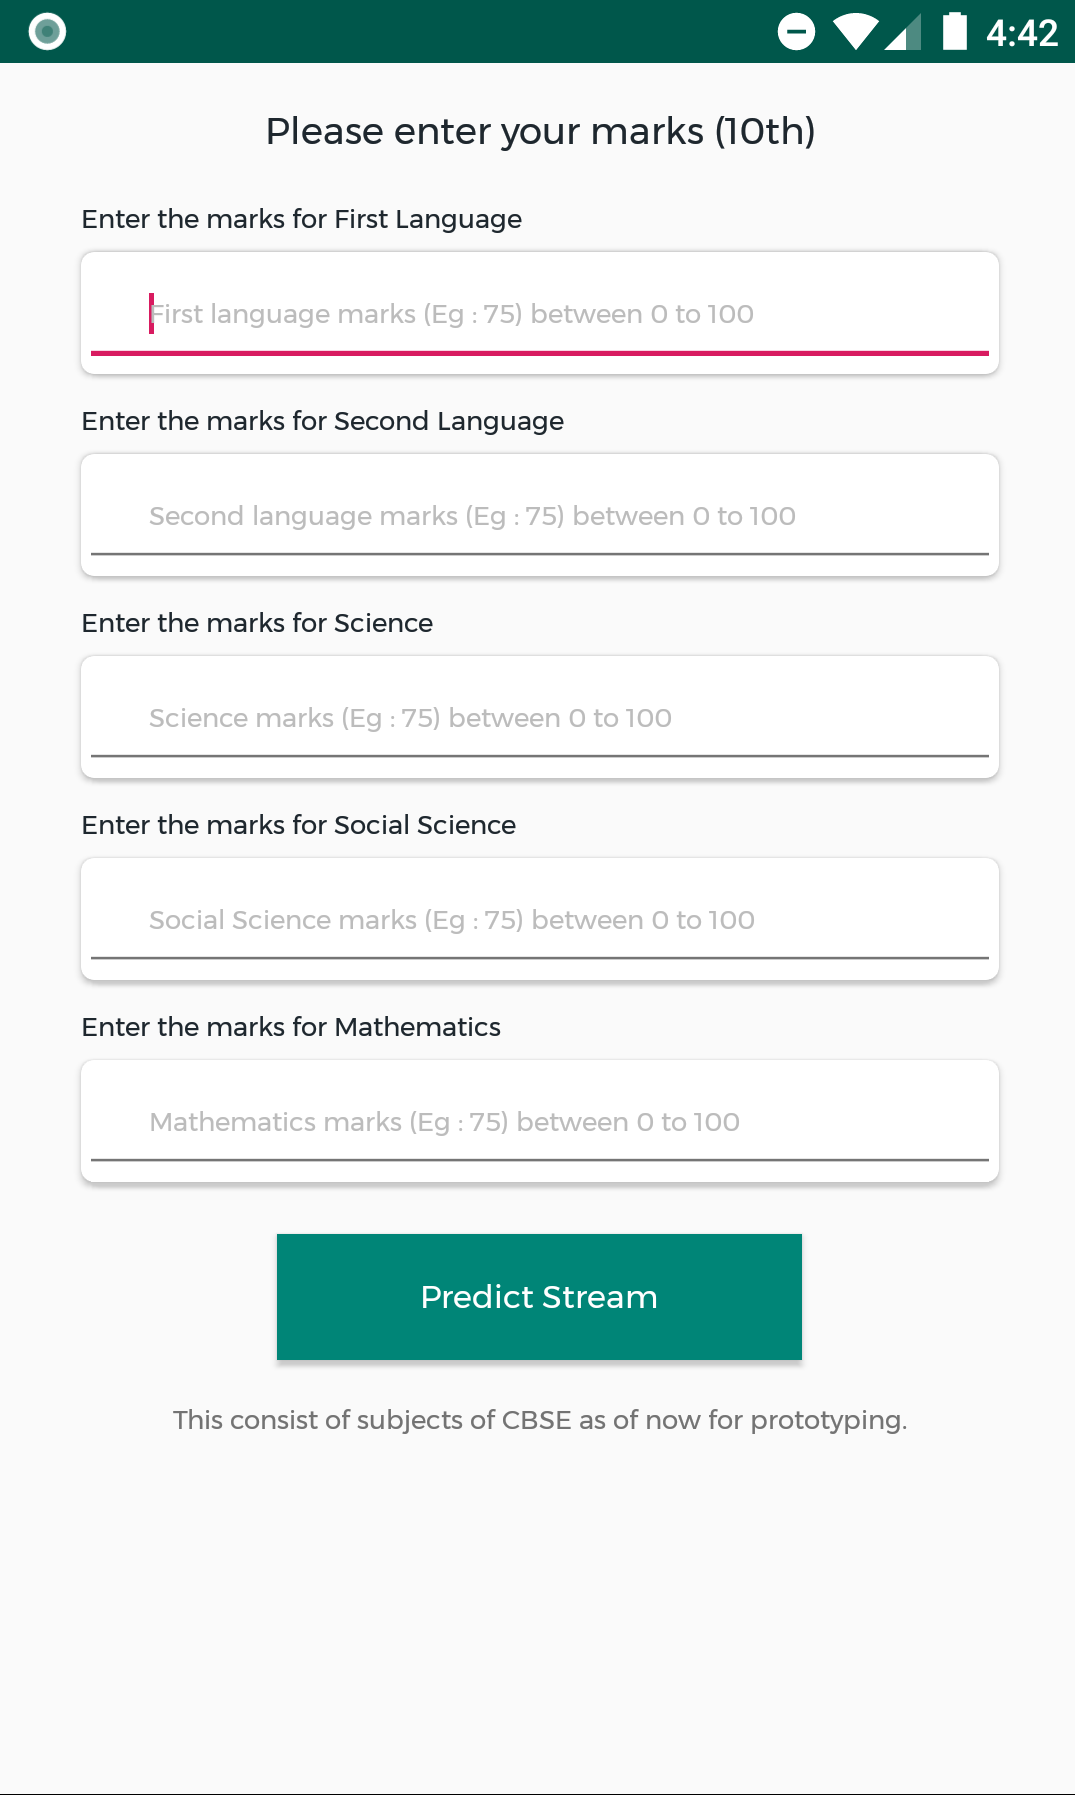 4:42
Please enter your marks (10th)
Enter the marks for First Language
First language marks (Eg : 75) between 0 to 100
Enter the marks for Second Language
Second language marks (Eg : 75) between 0 to 100
Enter the marks for Science
Science marks (Eg : 75) between 0 to 100
Enter the marks for Social Science
Social Science marks (Eg : 75) between 0 to 100
Enter the marks for Mathematics
Mathematics marks (Eg : 75) between 0 to 100
Predict Stream
This consist of subjects of CBSE as of now for prototyping.